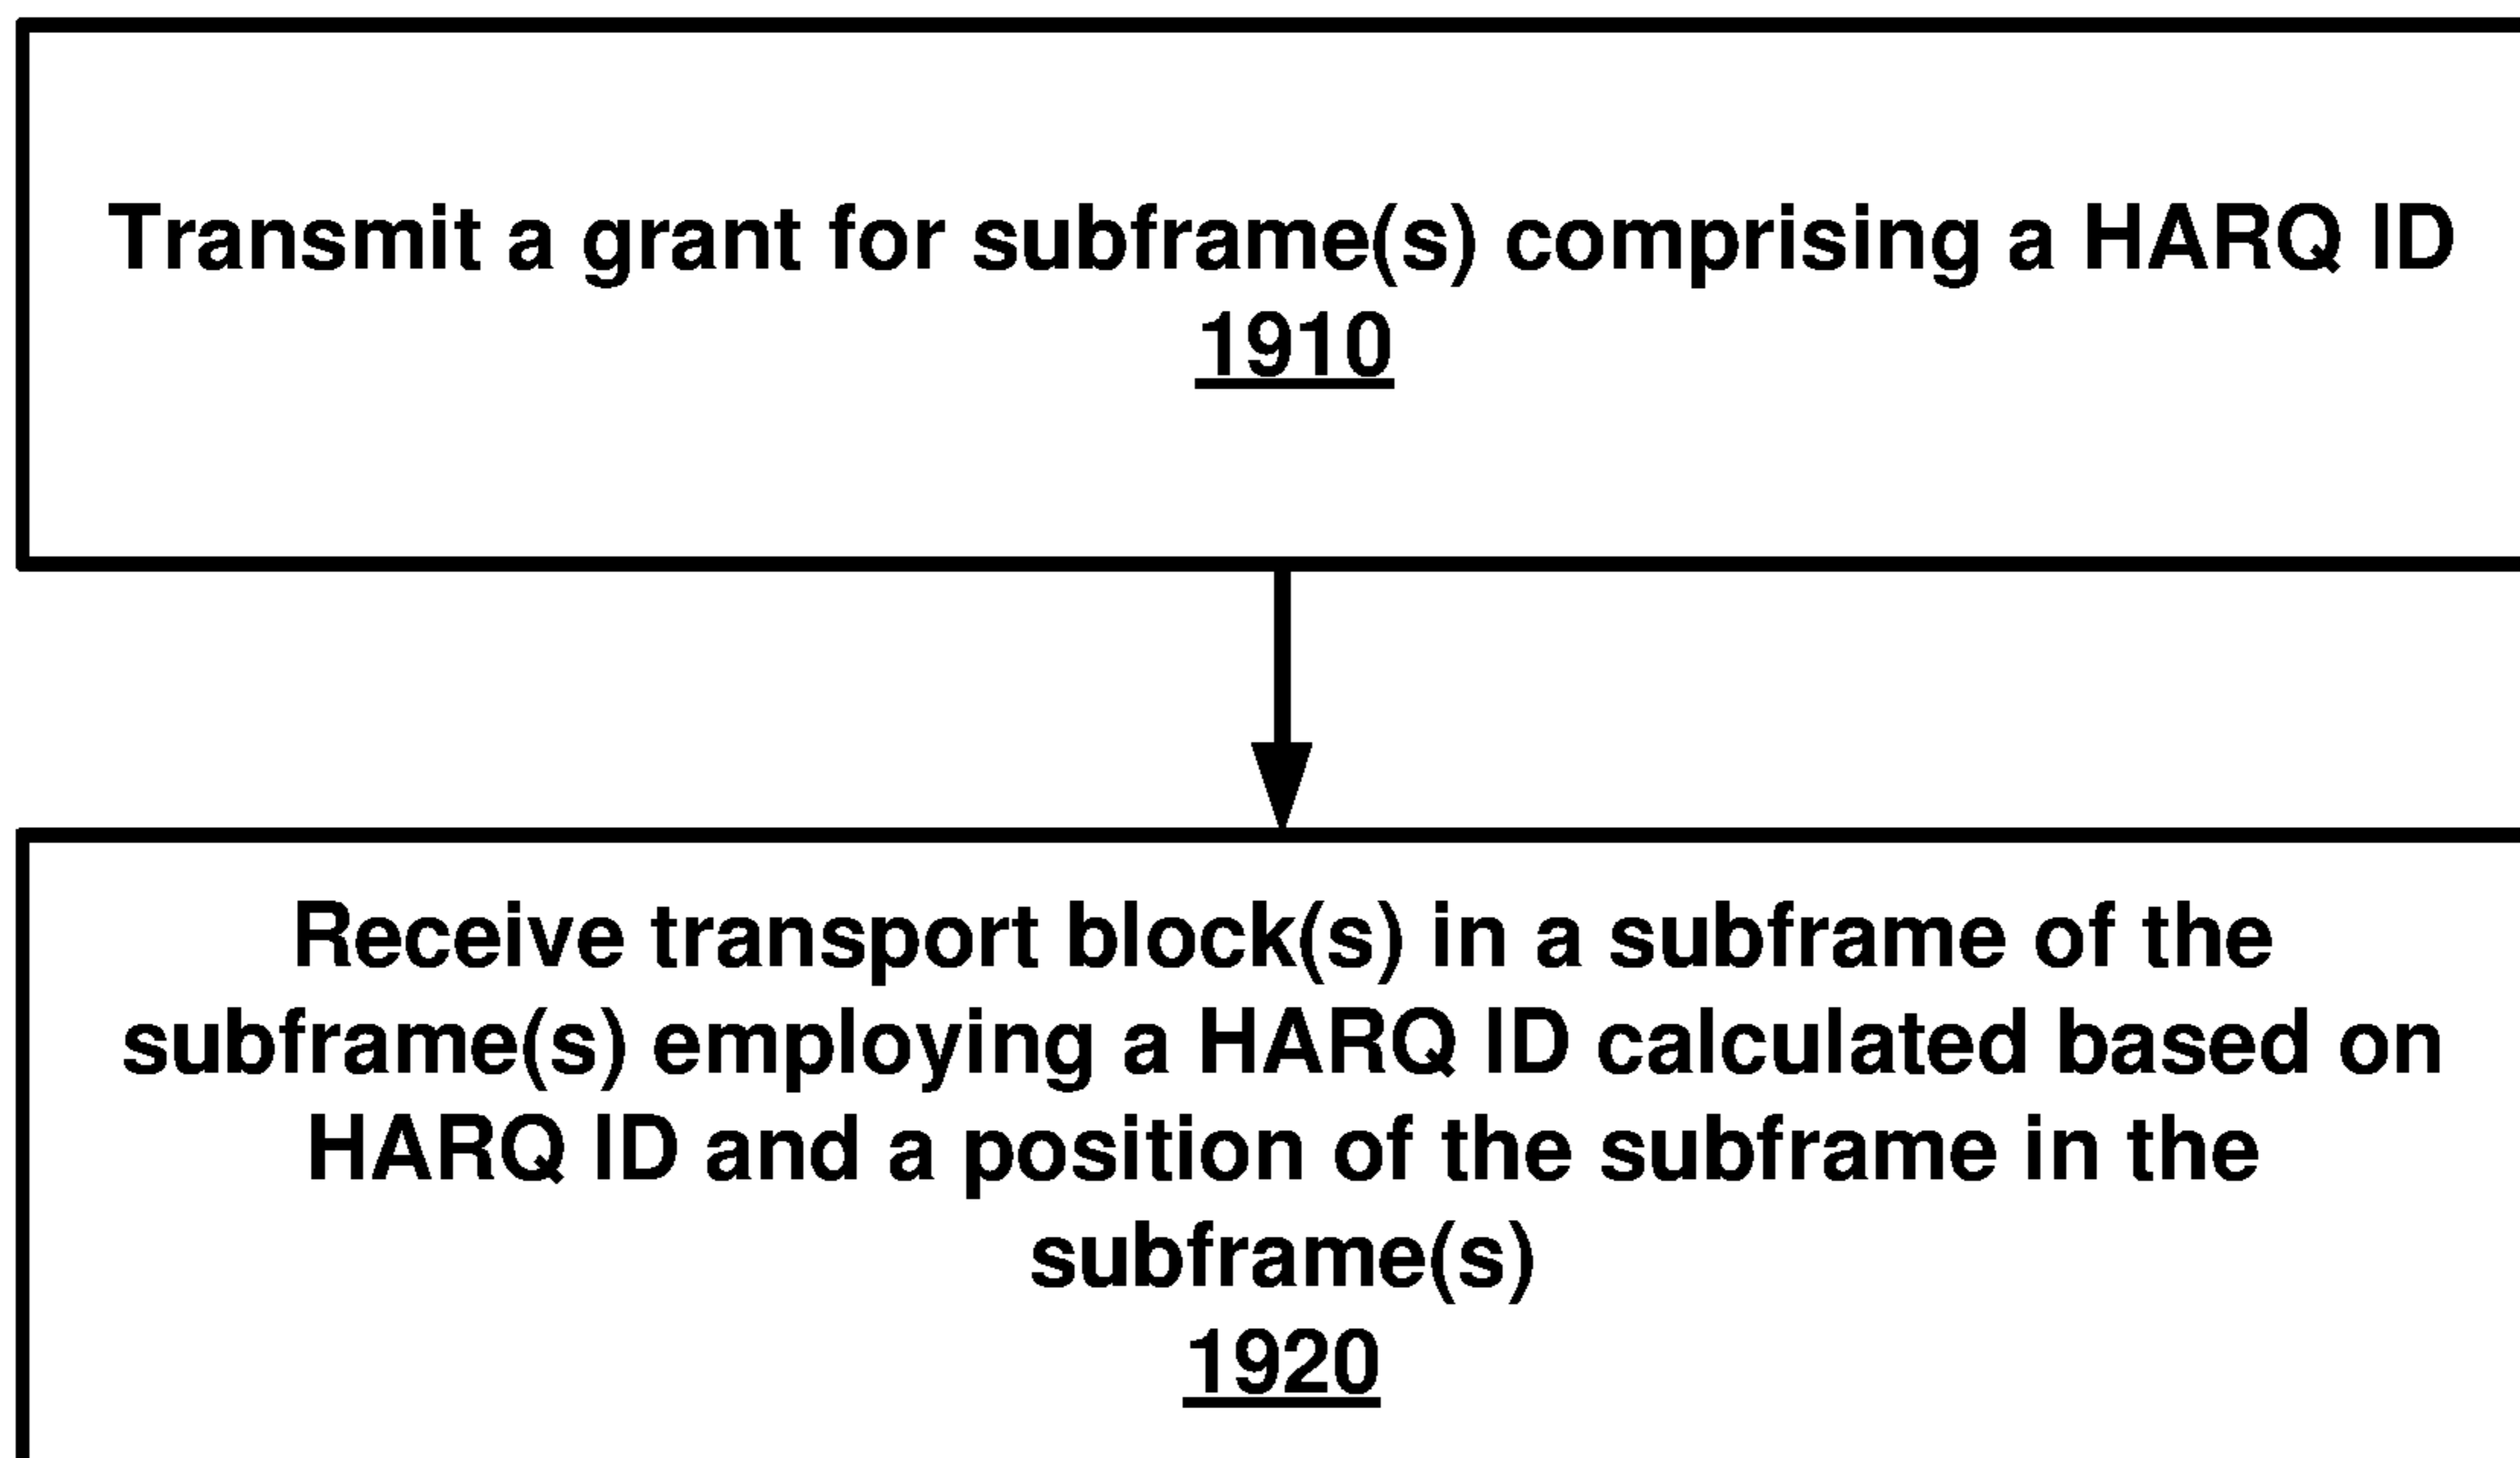 Transmit a grant for subframe(s) comprising a HARQ ID
1910
Receive transport block(s) in a subframe of the
subframe(s) employing a HARQ ID calculated based on
HARQ ID and a position of the subframe in the
subframe(s)
1920